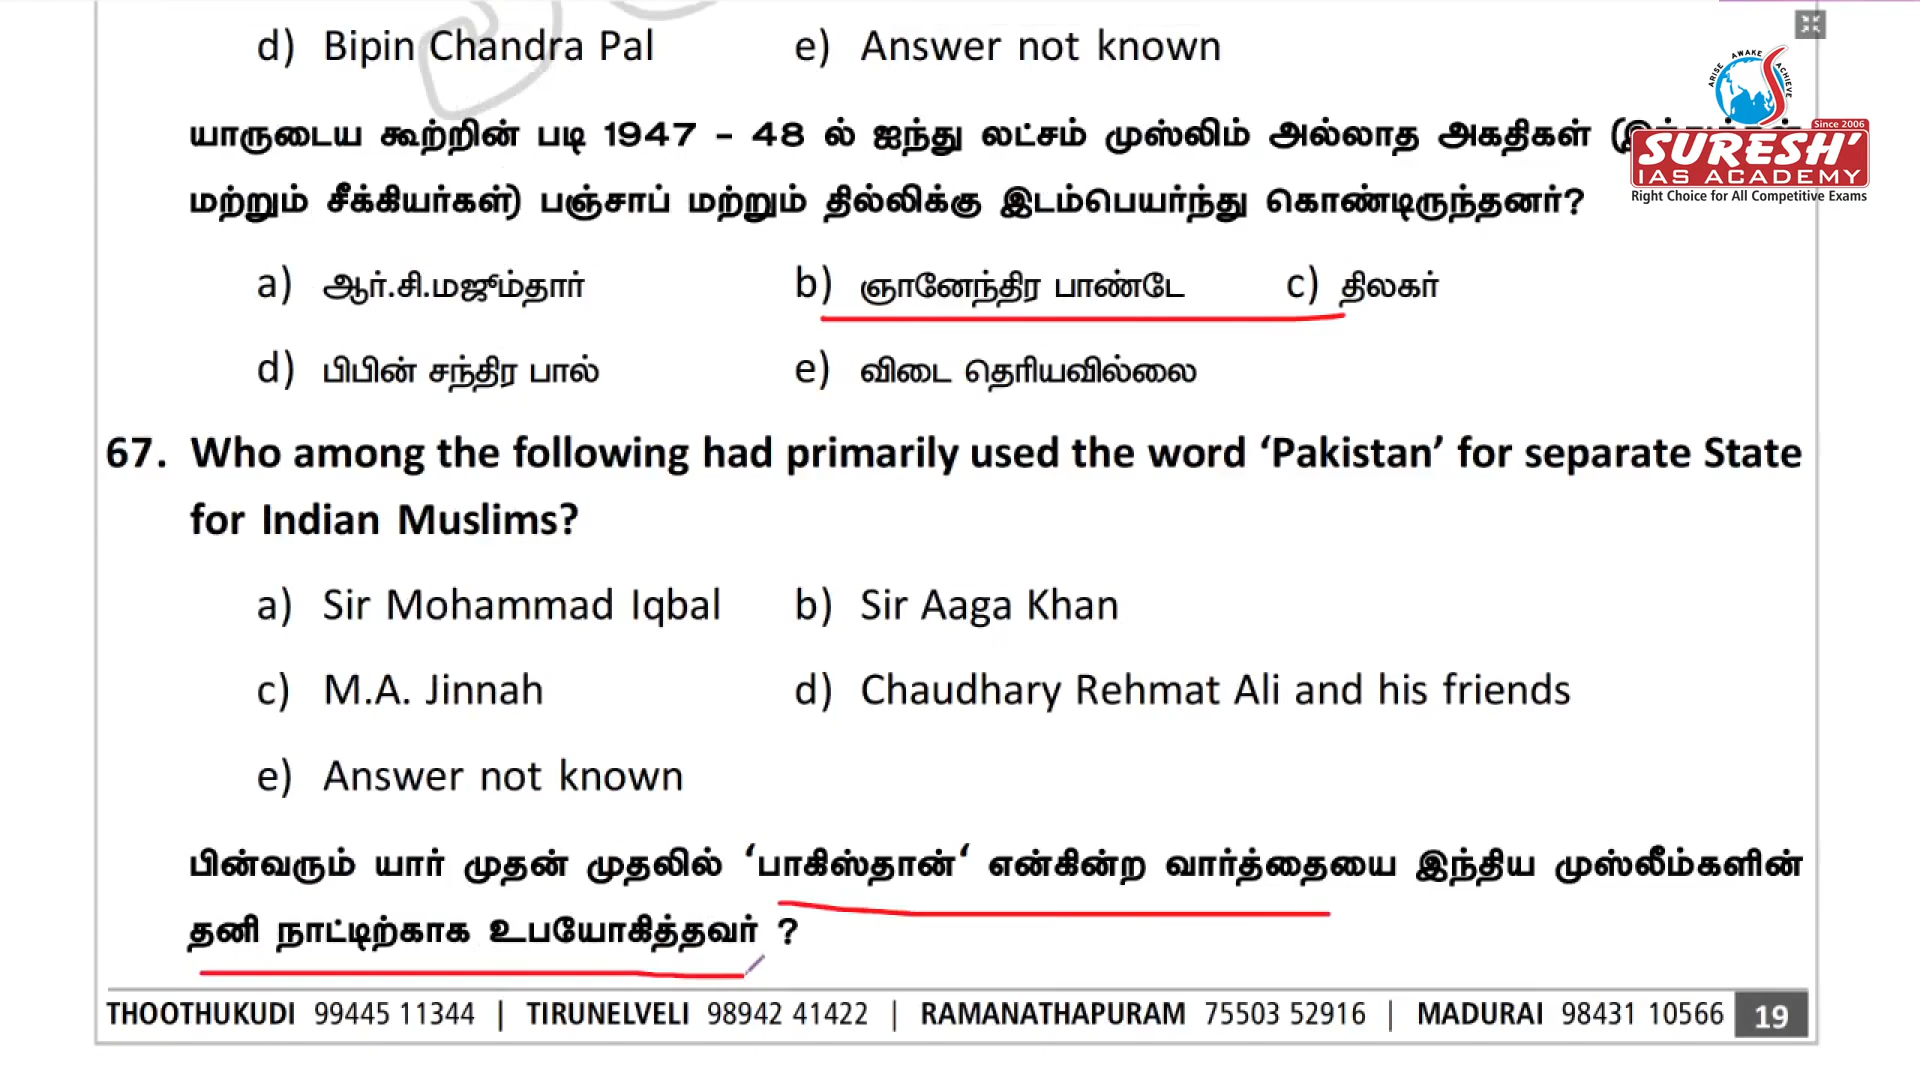 d) Bipin Chandra Pal e) Answer not known
ARISE AWAKE ACHIEVE
Since 2006
யாருடைய கூற்றின் படி 1947 – 48 ல் ஐந்து லட்சம் முஸ்லிம் அல்லாத அகதிகள்
SURESH'
IAS ACADEMY
Right Choice for All Competitive Exams
மற்றும் சீக்கியர்கள்) பஞ்சாப் மற்றும் தில்லிக்கு இடம்பெயர்ந்து கொண்டிருந்தனர்?
a) ஆர்.சி.மஜூம்தார் b) ஞானேந்திர பாண்டே c) திலகர்
d) பிபின் சந்திர பால் e) விடை தெரியவில்லை
67. Who among the following had primarily used the word ‘Pakistan’ for separate State
for Indian Muslims?
a) Sir Mohammad Iqbal b) Sir Aaga Khan
c) M.A. Jinnah d) Chaudhary Rehmat Ali and his friends
e) Answer not known
பின்வரும் யார் முதன் முதலில் ‘பாகிஸ்தான்‘ என்கின்ற வார்த்தையை இந்திய முஸ்லீம்களின்
தனி நாட்டிற்காக உபயோகித்தவர் ?
THOOTHUKUDI 99445 11344 | TIRUNELVELI 98942 41422 | RAMANATHAPURAM 75503 52916 | MADURAI 98431 10566 19